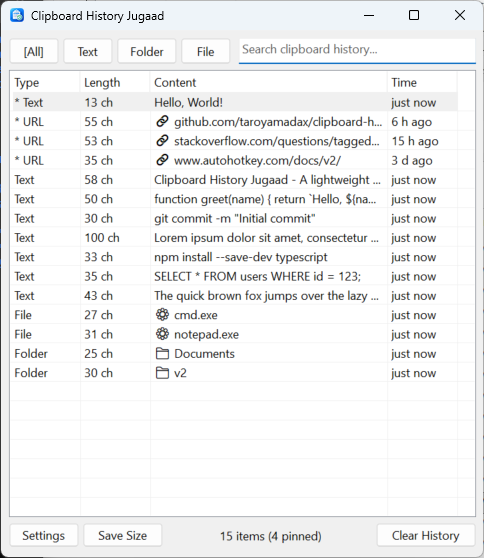 Clipboard History Jugaad
[All] Text Folder File Search clipboard history...
Type Length Content Time
* Text 13 ch Hello, World! just now
* URL 55 ch github.com/taroyamadax/clipboard-h... 6 h ago
* URL 53 ch stackoverflow.com/questions/tagged... 15 h ago
* URL 35 ch www.autohotkey.com/docs/v2/ 3 d ago
Text 58 ch Clipboard History Jugaad - A lightweight ... just now
Text 50 ch function greet(name) { return `Hello, ${na... just now
Text 30 ch git commit -m "Initial commit" just now
Text 100 ch Lorem ipsum dolor sit amet, consectetur ... just now
Text 33 ch npm install --save-dev typescript just now
Text 35 ch SELECT * FROM users WHERE id = 123; just now
Text 43 ch The quick brown fox jumps over the lazy ... just now
File 27 ch cmd.exe just now
File 31 ch notepad.exe just now
Folder 25 ch Documents just now
Folder 30 ch v2 just now
Settings Save Size 15 items (4 pinned) Clear History